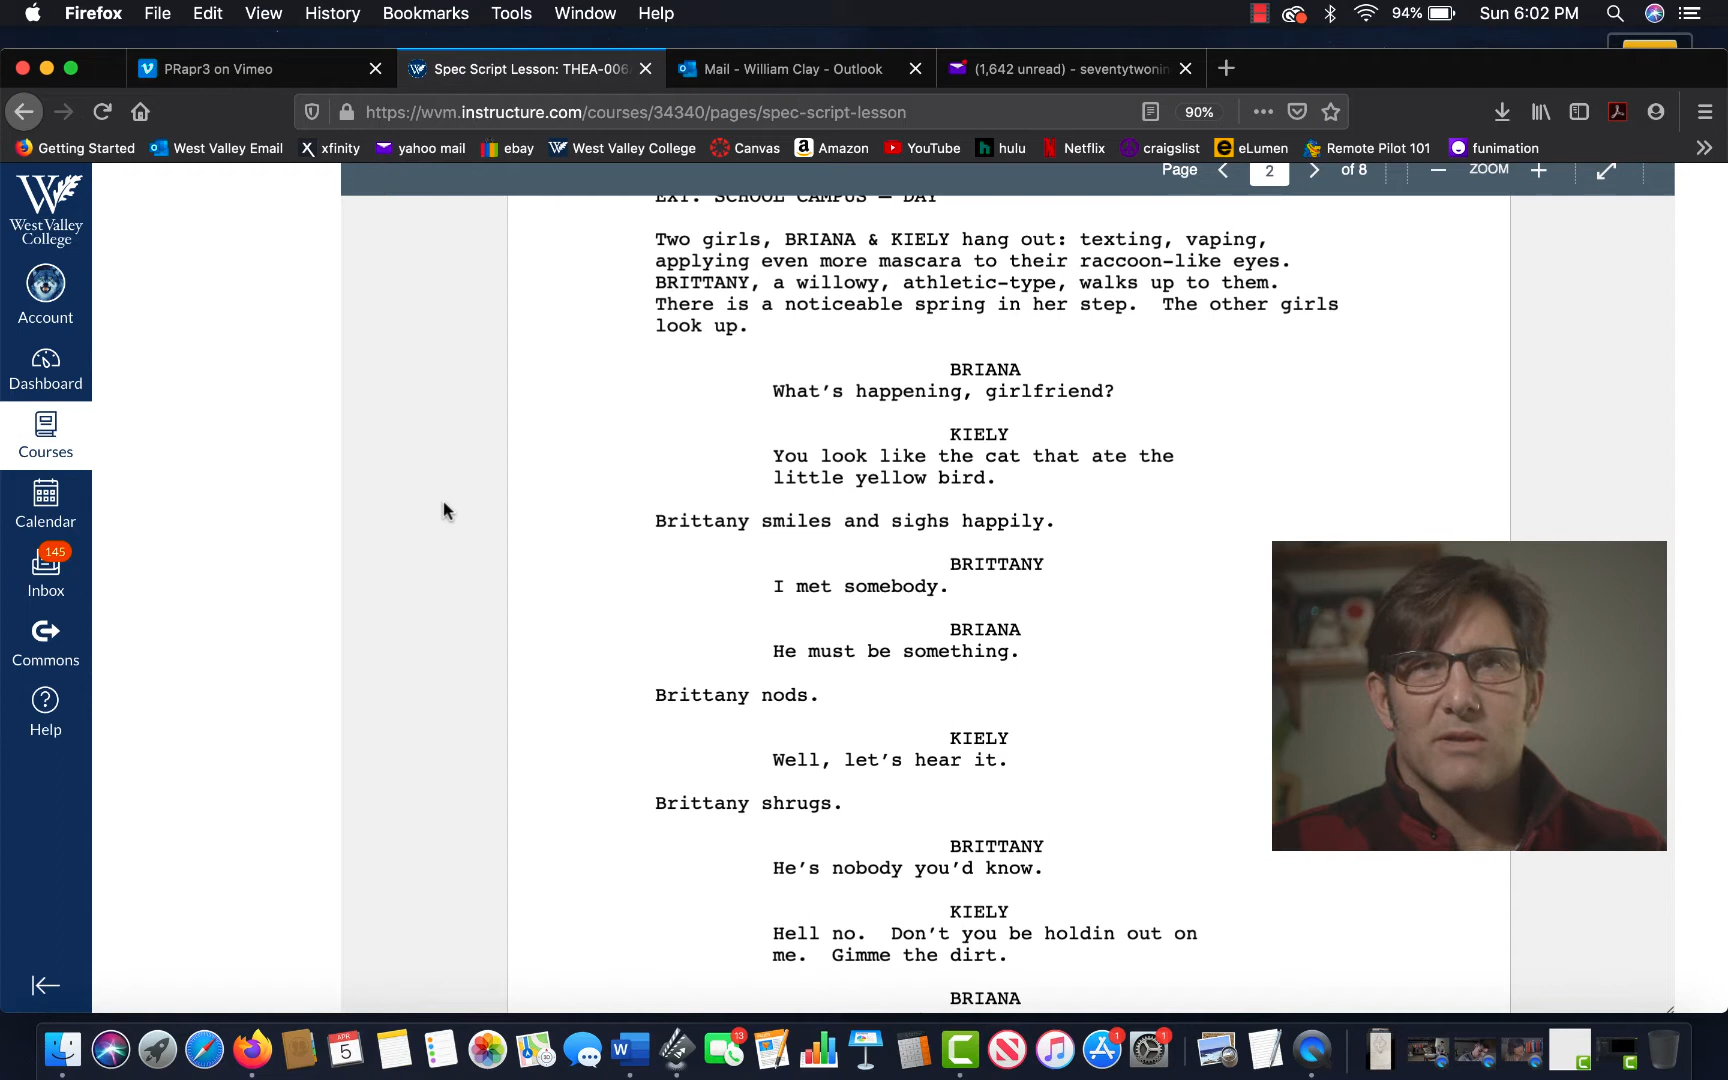 Firefox File Edit View History Bookmarks Tools Window Help 94% Sun 6:02 PM
PRapr3 on Vimeo Spec Script Lesson: THEA-006 Mail - William Clay - Outlook (1,642 unread) - seventytwonin
https://wvm.instructure.com/courses/34340/pages/spec-script-lesson 90%
Getting Started West Valley Email xfinity yahoo mail ebay West Valley College Canvas Amazon YouTube hulu Netflix craigslist eLumen Remote Pilot 101 funimation
Page 2 of 8 ZOOM
West Valley
College
Account
Dashboard
Courses
Calendar
145
Inbox
Commons
Help
EXT. SCHOOL CAMPUS — DAY
Two girls, BRIANA & KIELY hang out: texting, vaping,
applying even more mascara to their raccoon-like eyes.
BRITTANY, a willowy, athletic-type, walks up to them.
There is a noticeable spring in her step. The other girls
look up.
BRIANA
What's happening, girlfriend?
KIELY
You look like the cat that ate the
little yellow bird.
Brittany smiles and sighs happily.
BRITTANY
I met somebody.
BRIANA
He must be something.
Brittany nods.
KIELY
Well, let's hear it.
Brittany shrugs.
BRITTANY
He's nobody you'd know.
KIELY
Hell no. Don't you be holdin out on
me. Gimme the dirt.
BRIANA
APR
5
13
1
1